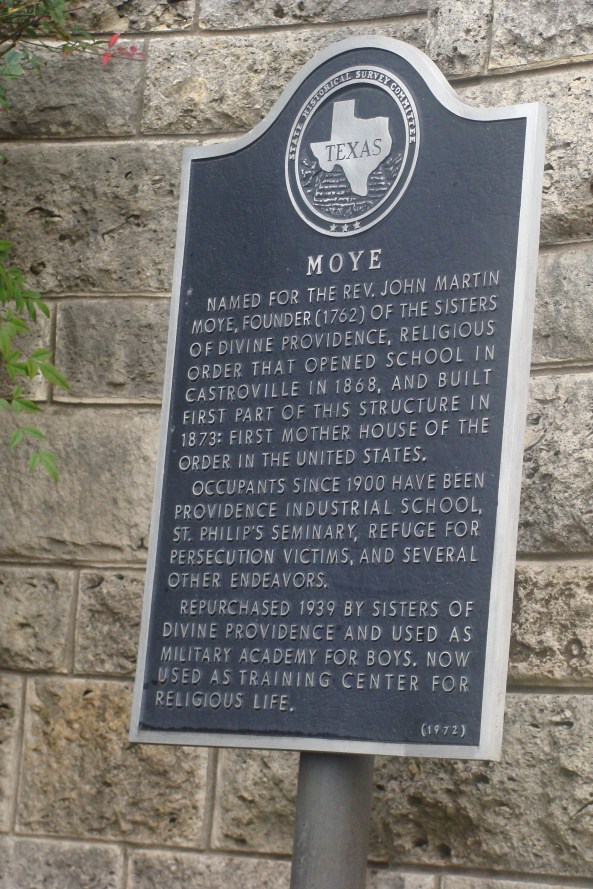 STATE HISTORICAL SURVEY COMMITTEE
TEXAS
MOYE
NAMED FOR THE REV. JOHN MARTIN
MOYE, FOUNDER (1762) OF THE SISTERS
OF DIVINE PROVIDENCE, RELIGIOUS
ORDER THAT OPENED SCHOOL IN
CASTROVILLE IN 1868, AND BUILT
FIRST PART OF THIS STRUCTURE IN
1873: FIRST MOTHER HOUSE OF THE
ORDER IN THE UNITED STATES.
OCCUPANTS SINCE 1900 HAVE BEEN
PROVIDENCE INDUSTRIAL SCHOOL,
ST. PHILIP'S SEMINARY, REFUGE FOR
PERSECUTION VICTIMS, AND SEVERAL
OTHER ENDEAVORS.
REPURCHASED 1939 BY SISTERS OF
DIVINE PROVIDENCE AND USED AS
MILITARY ACADEMY FOR BOYS. NOW
USED AS TRAINING CENTER FOR
RELIGIOUS LIFE.
(1972)